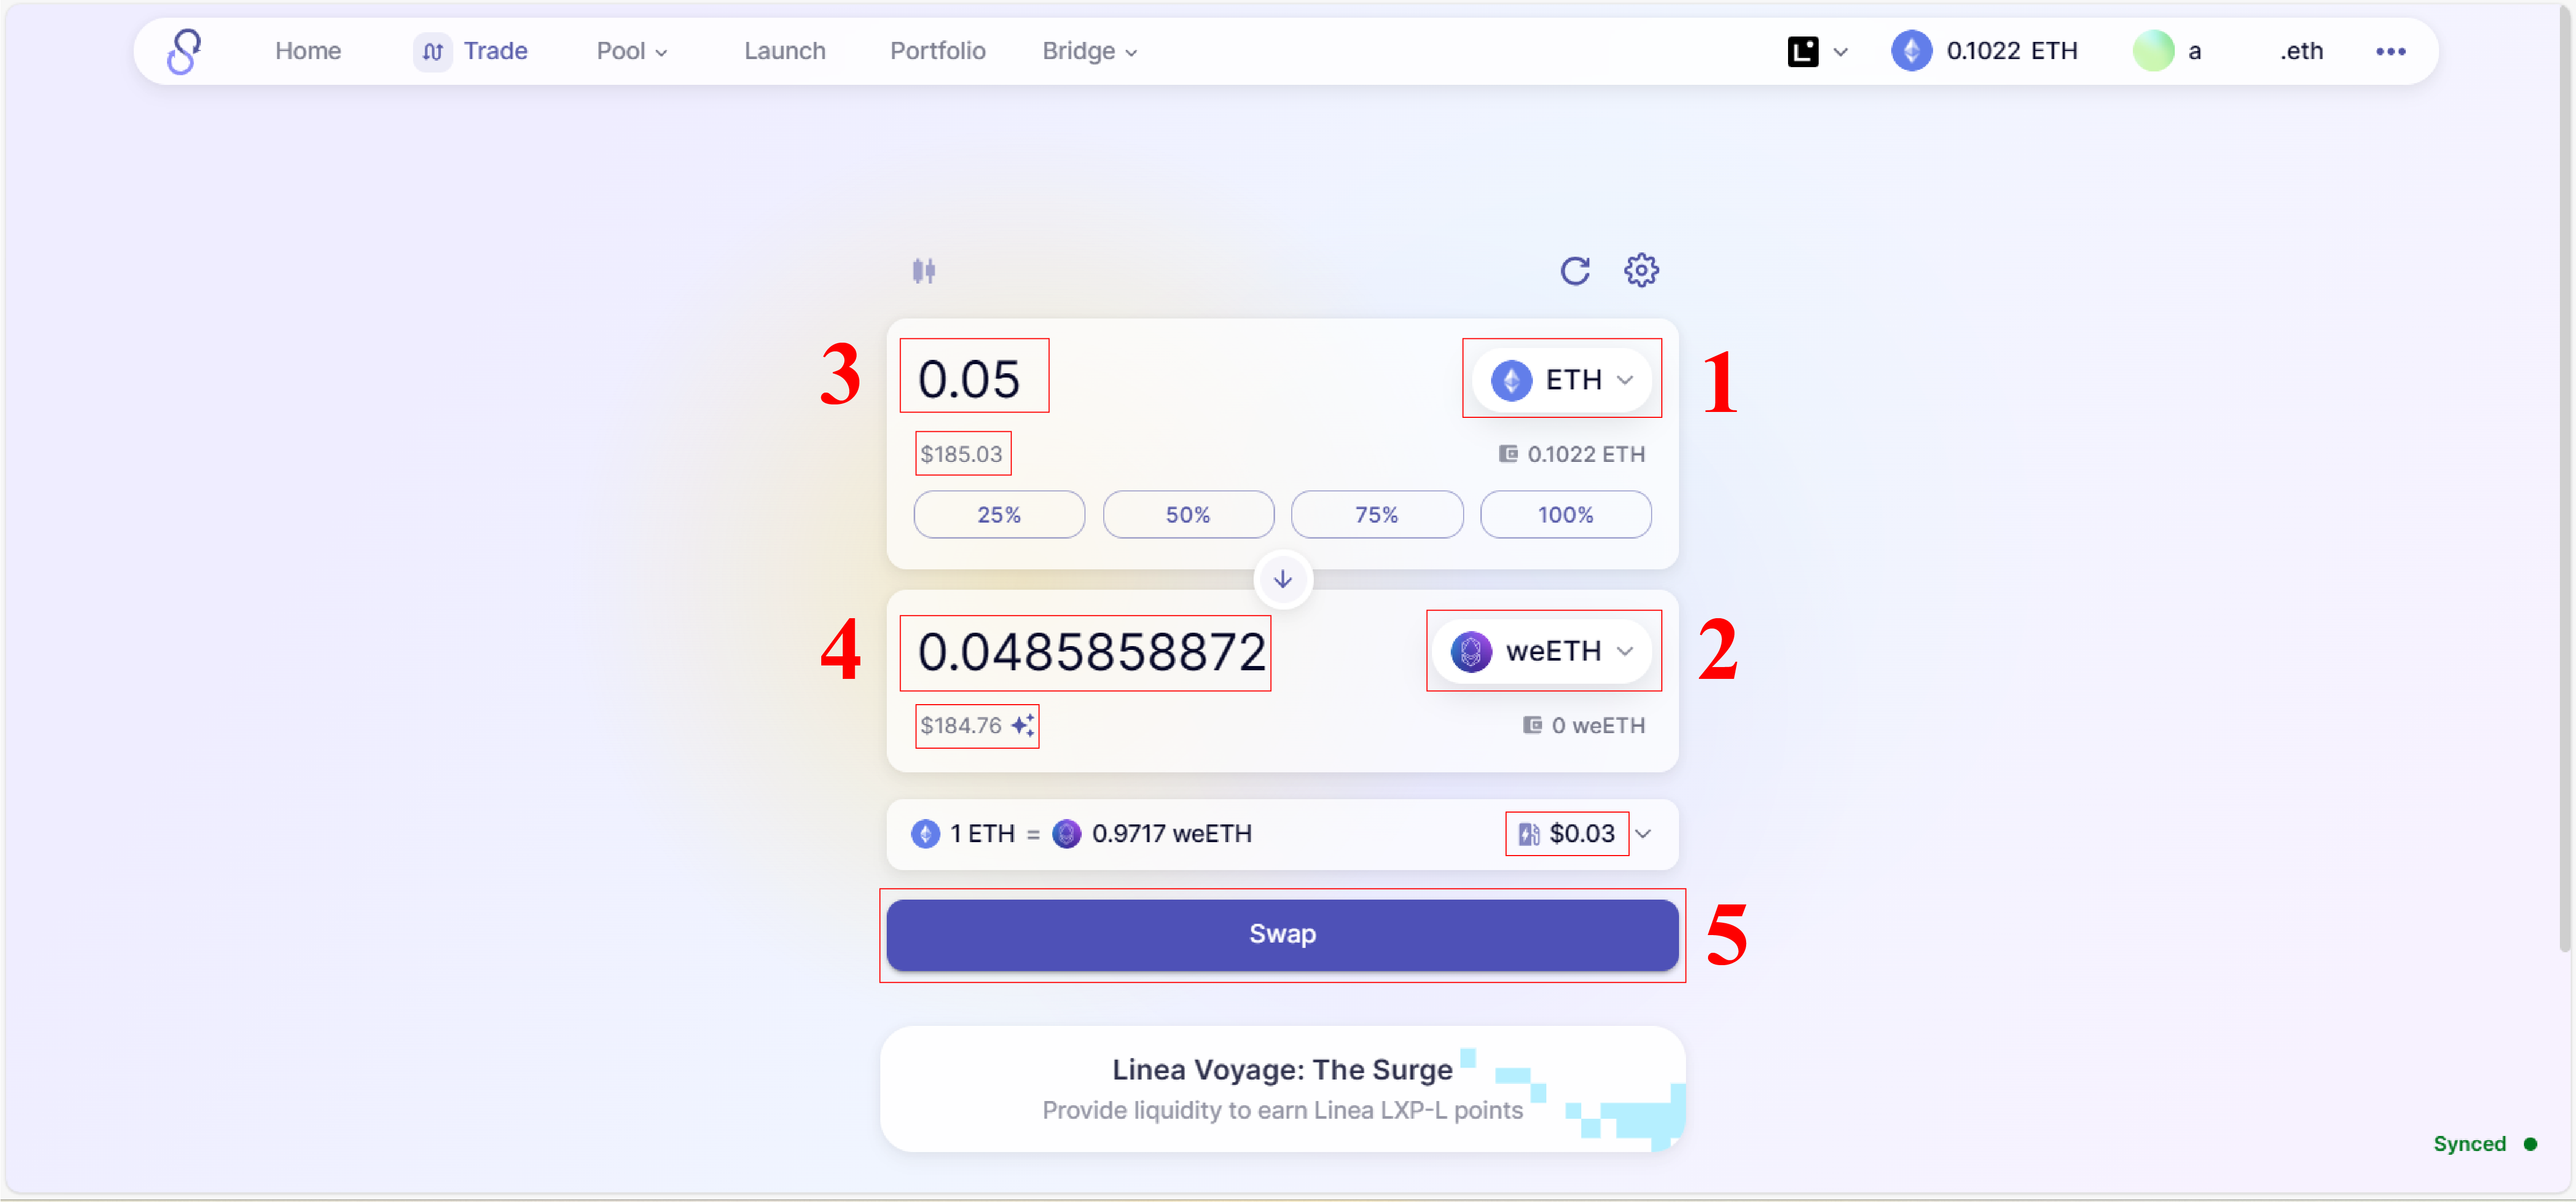 Home Trade Pool Launch Portfolio Bridge 0.1022 ETH a .eth
3 0.05 ETH 1
$185.03 0.1022 ETH
25% 50% 75% 100%
4 0.0485858872 weETH 2
$184.76 0 weETH
1 ETH = 0.9717 weETH $0.03
Swap 5
Linea Voyage: The Surge
Provide liquidity to earn Linea LXP-L points
Synced